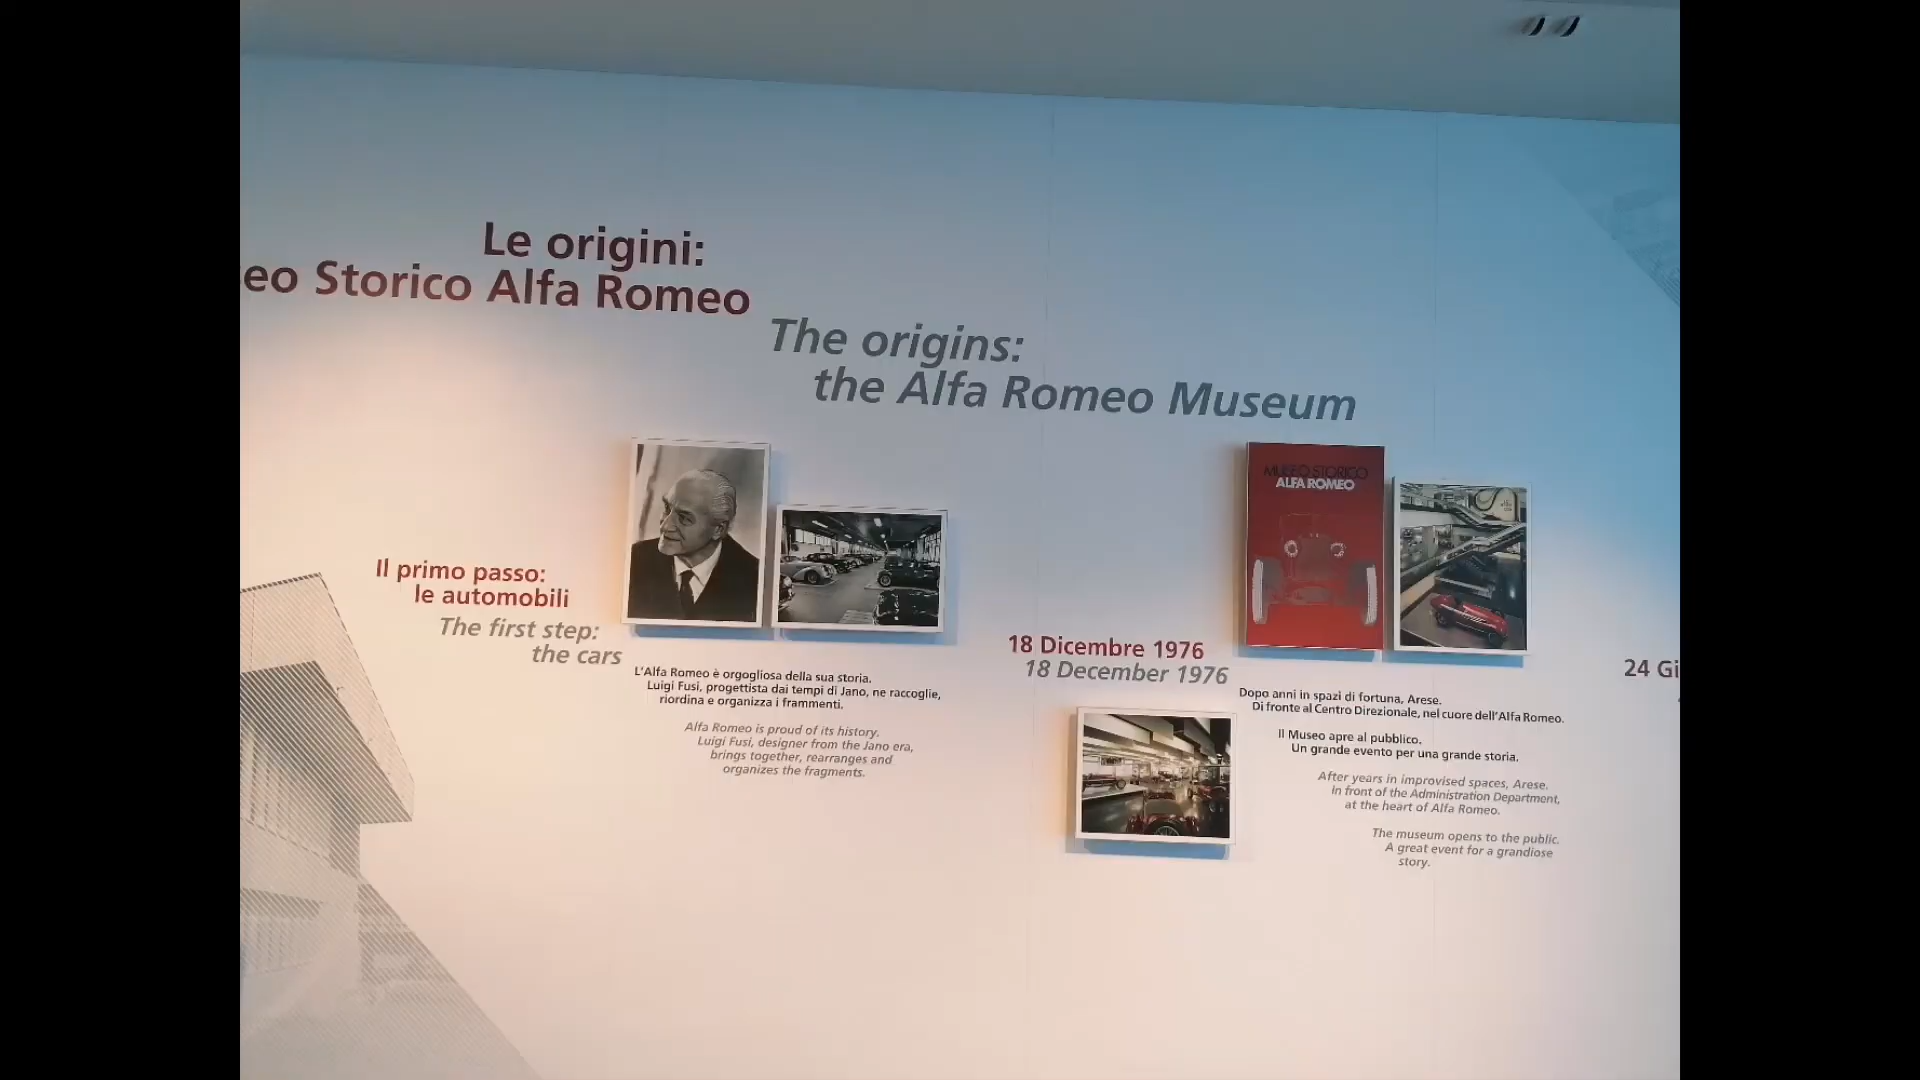 Le origini:
eo Storico Alfa Romeo
The origins:
the Alfa Romeo Museum
Il primo passo:
le automobili
The first step:
the cars
L'Alfa Romeo è orgogliosa della sua storia.
Luigi Fusi, progettista dai tempi di Jano, ne raccoglie,
riordina e organizza i frammenti.
Alfa Romeo is proud of its history.
Luigi Fusi, designer from the Jano era,
brings together, rearranges and
organizes the fragments.
18 Dicembre 1976
18 December 1976
MUSEO STORICO
ALFA ROMEO
Dopo anni in spazi di fortuna, Arese.
Di fronte al Centro Direzionale, nel cuore dell'Alfa Romeo.
Il Museo apre al pubblico.
Un grande evento per una grande storia.
After years in improvised spaces, Arese.
In front of the Administration Department,
at the heart of Alfa Romeo.
The museum opens to the public.
A great event for a grandiose
story.
24 Gi